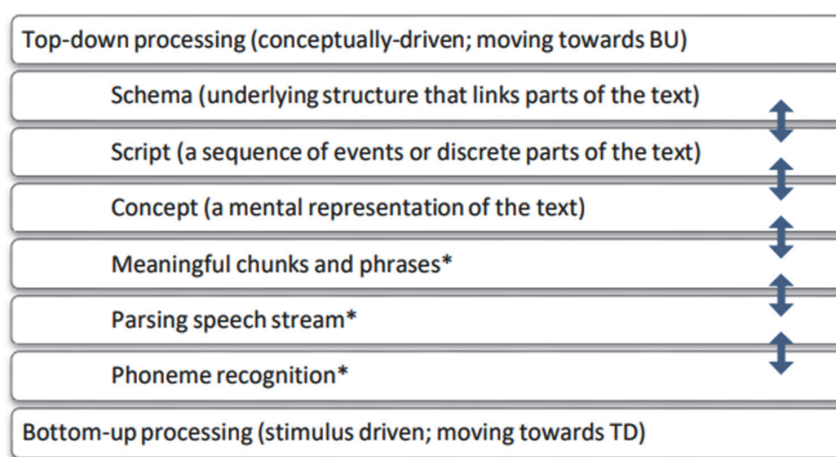 Top-down processing (conceptually-driven; moving towards BU)
Schema (underlying structure that links parts of the text)
Script (a sequence of events or discrete parts of the text)
Concept (a mental representation of the text)
Meaningful chunks and phrases*
Parsing speech stream*
Phoneme recognition*
Bottom-up processing (stimulus driven; moving towards TD)